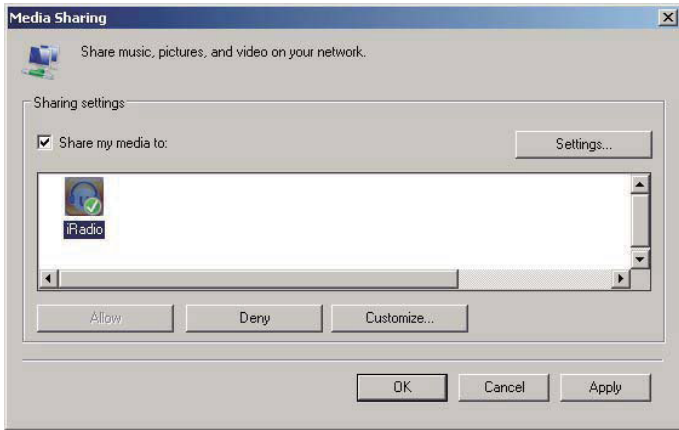 Media Sharing
Share music, pictures, and video on your network.
Sharing settings
Share my media to:
Settings...
iRadio
Allow
Deny
Customize...
OK
Cancel
Apply